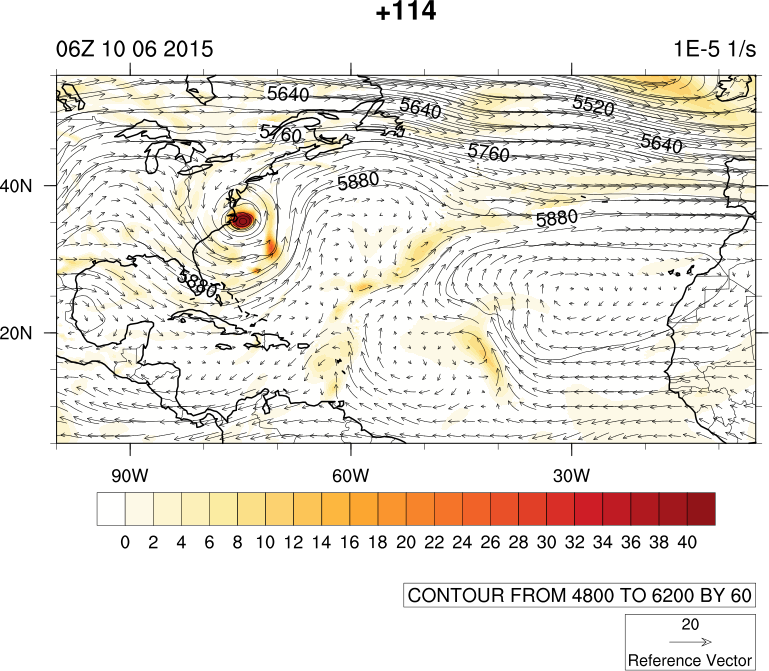 +114
06Z 10 06 2015 1E-5 1/s
5640
5640
5520
5760
5640
5760
5880
40N
5880
5880
20N
90W 60W 30W
0 2 4 6 8 10 12 14 16 18 20 22 24 26 28 30 32 34 36 38 40
CONTOUR FROM 4800 TO 6200 BY 60
20
Reference Vector